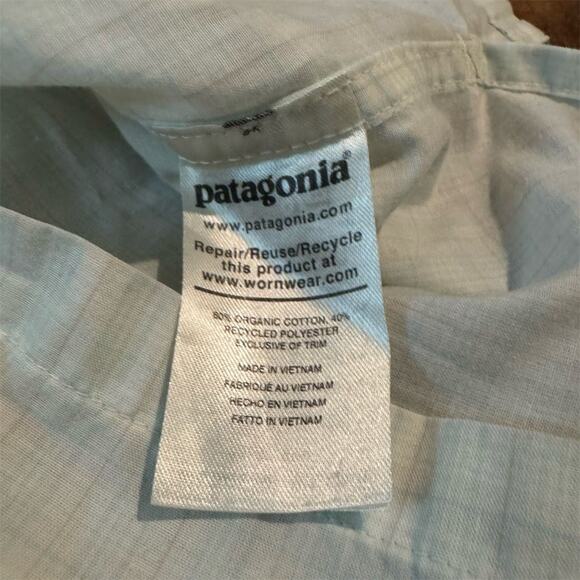 patagonia®
www.patagonia.com
Repair/Reuse/Recycle
this product at
www.wornwear.com
60% ORGANIC COTTON, 40%
RECYCLED POLYESTER
EXCLUSIVE OF TRIM
MADE IN VIETNAM
FABRIQUÉ AU VIETNAM
HECHO EN VIETNAM
FATTO IN VIETNAM